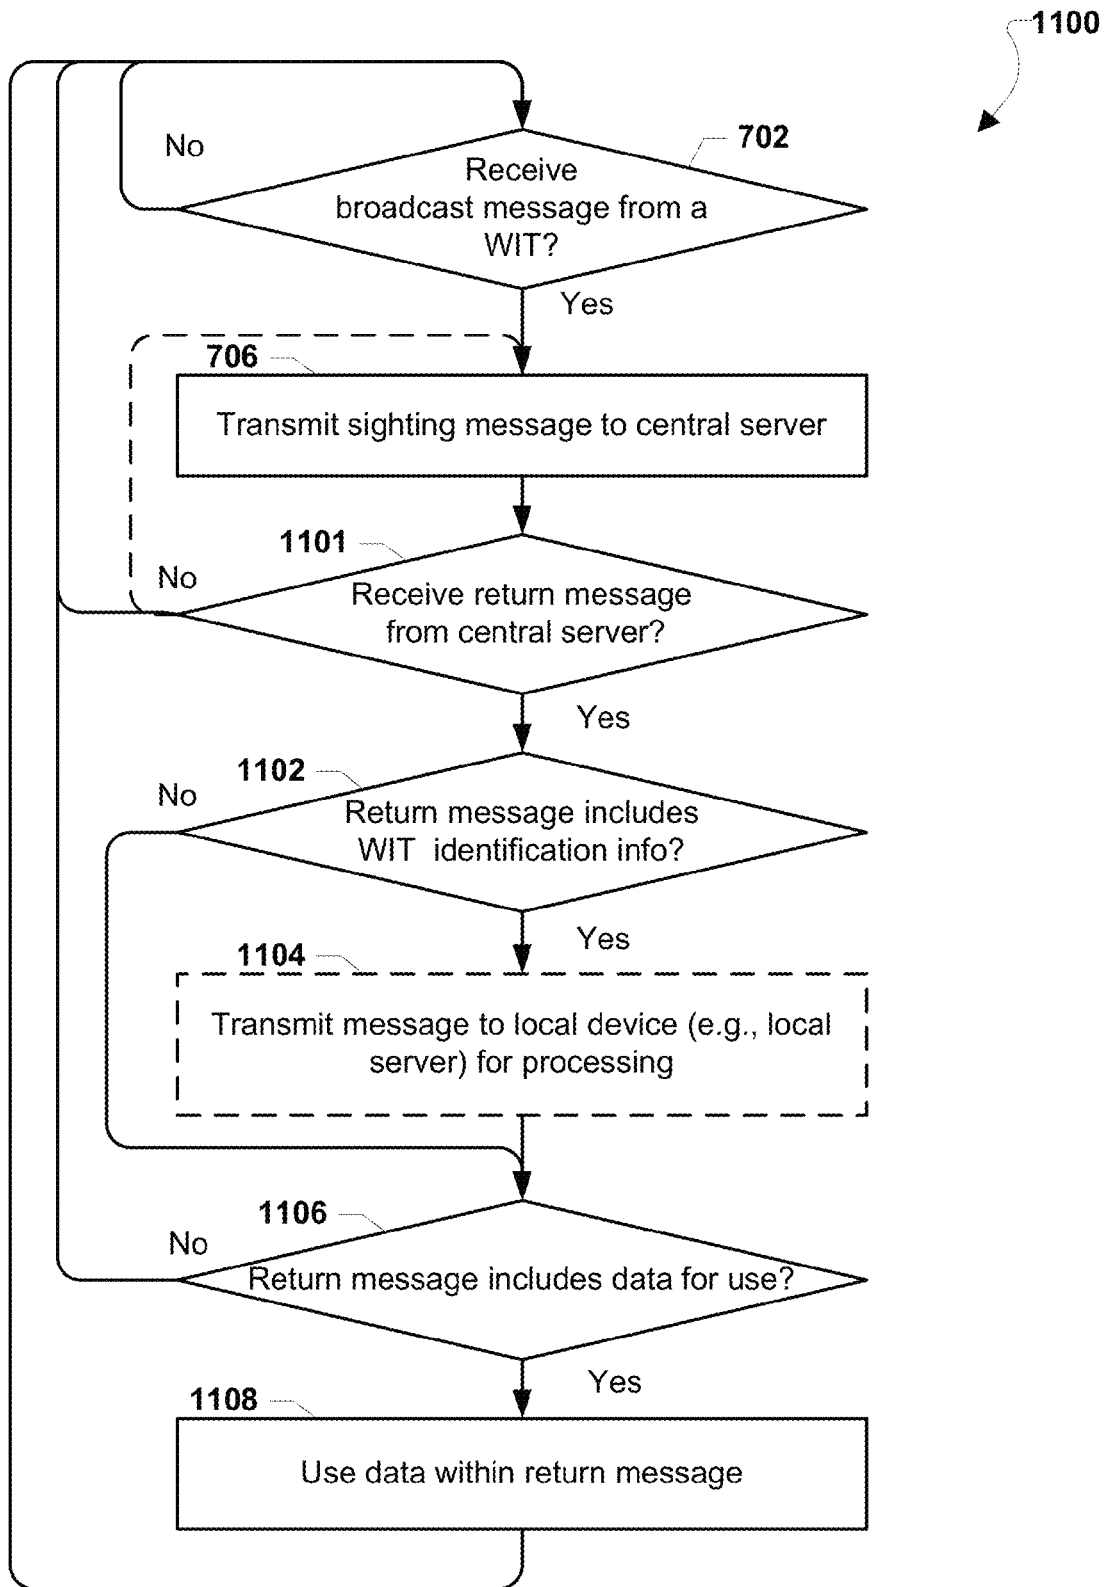 1100
No
702
Receive
broadcast message from a
WIT?
Yes
706
Transmit sighting message to central server
1101
No
Receive return message
from central server?
Yes
1102
No
Return message includes
WIT identification info?
Yes
1104
Transmit message to local device (e.g., local
server) for processing
1106
No
Return message includes data for use?
Yes
1108
Use data within return message